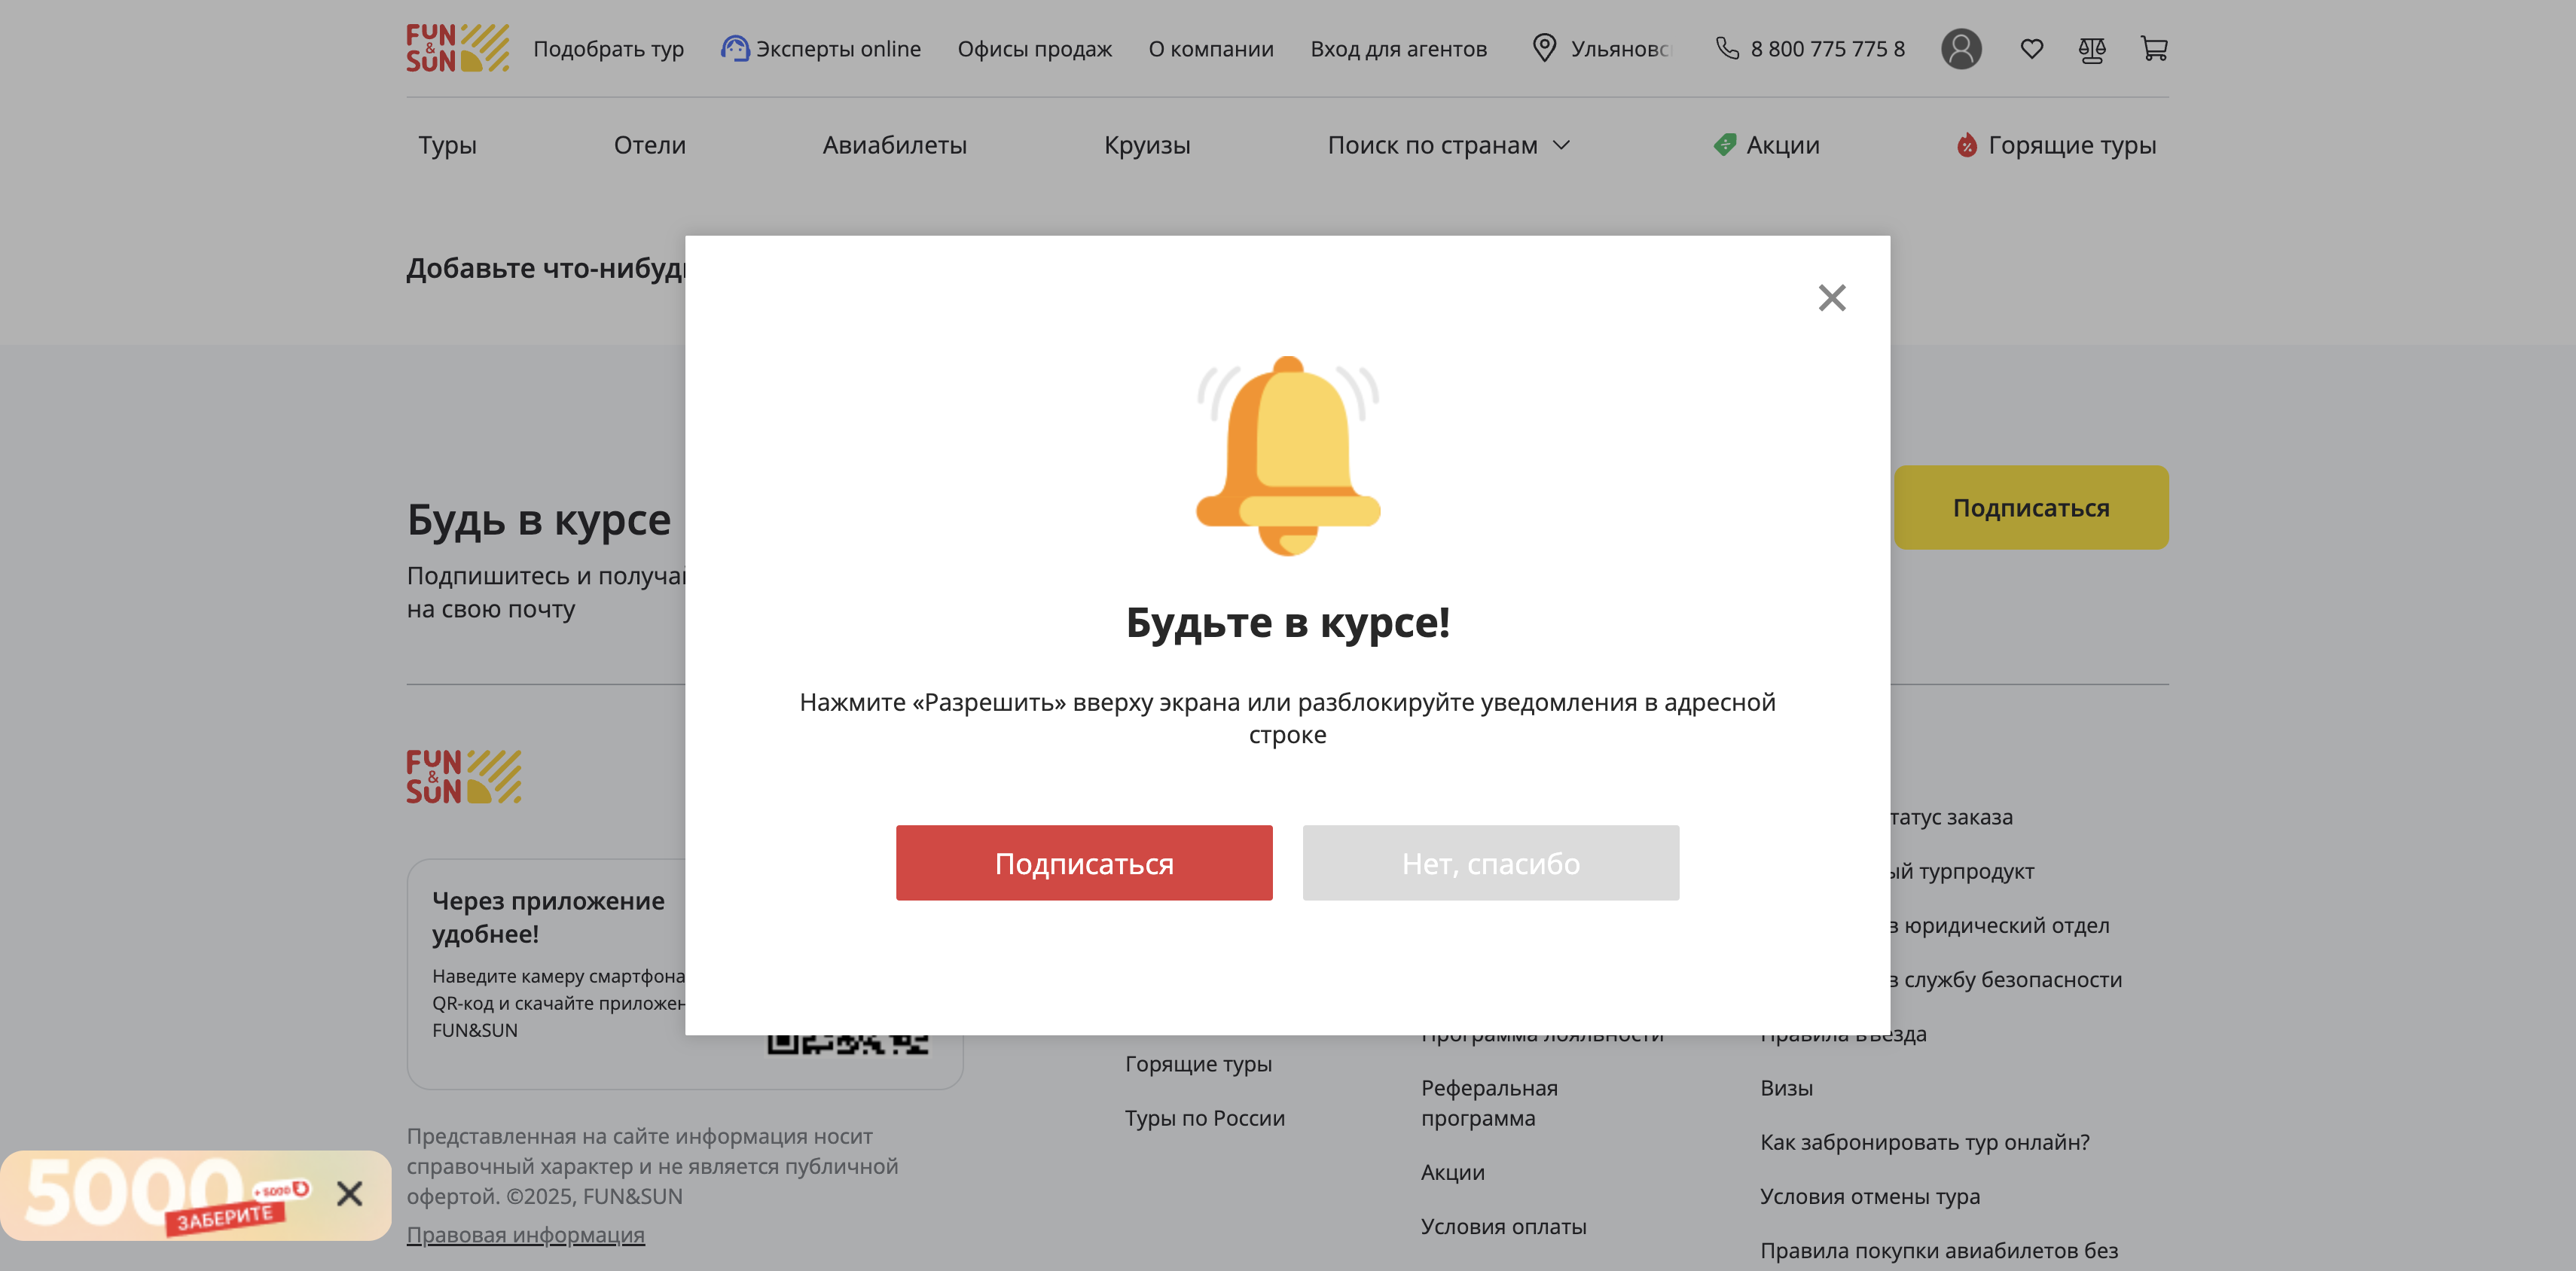 FUN & SUN
Подобрать тур
Эксперты online
Офисы продаж
О компании
Вход для агентов
Ульяновс
8 800 775 775 8
Туры
Отели
Авиабилеты
Круизы
Поиск по странам
Акции
Горящие туры
Добавьте что-нибудь
Будьте в курсе!
Нажмите «Разрешить» вверху экрана или разблокируйте уведомления в адресной
строке
Подписаться
Нет, спасибо
Будь в курсе
Подпишитесь и получай
на свою почту
Подписаться
FUN & SUN
Через приложение
удобнее!
Наведите камеру смартфона
QR-код и скачайте приложен
FUN&SUN
Представленная на сайте информация носит
справочный характер и не является публичной
офертой. ©2025, FUN&SUN
Правовая информация
5000
+ 5000
ЗАБЕРИТЕ
Горящие туры
Туры по России
Программа лояльности
Реферальная
программа
Акции
Условия оплаты
татус заказа
ый турпродукт
в юридический отдел
в службу безопасности
Правила въезда
Визы
Как забронировать тур онлайн?
Условия отмены тура
Правила покупки авиабилетов без